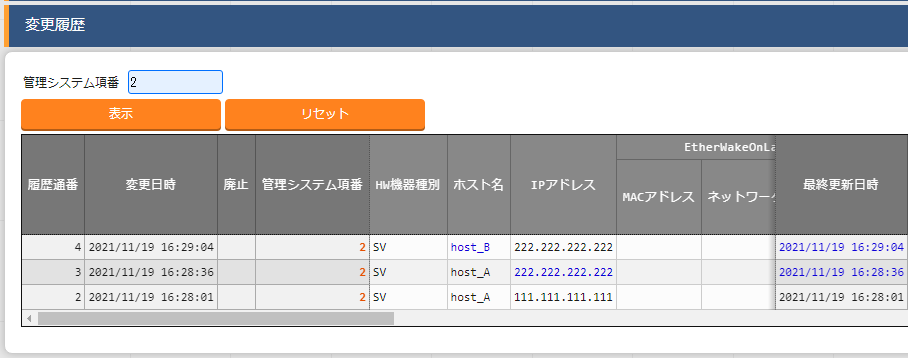 変更履歴
管理システム項番 2
表示 リセット
EtherWakeOnLa
履歴通番 変更日時 廃止 管理システム項番 HW機器種別 ホスト名 IPアドレス MACアドレス ネットワーク 最終更新日時
4 2021/11/19 16:29:04 2 SV host_B 222.222.222.222 2021/11/19 16:29:04
3 2021/11/19 16:28:36 2 SV host_A 222.222.222.222 2021/11/19 16:28:36
2 2021/11/19 16:28:01 2 SV host_A 111.111.111.111 2021/11/19 16:28:01